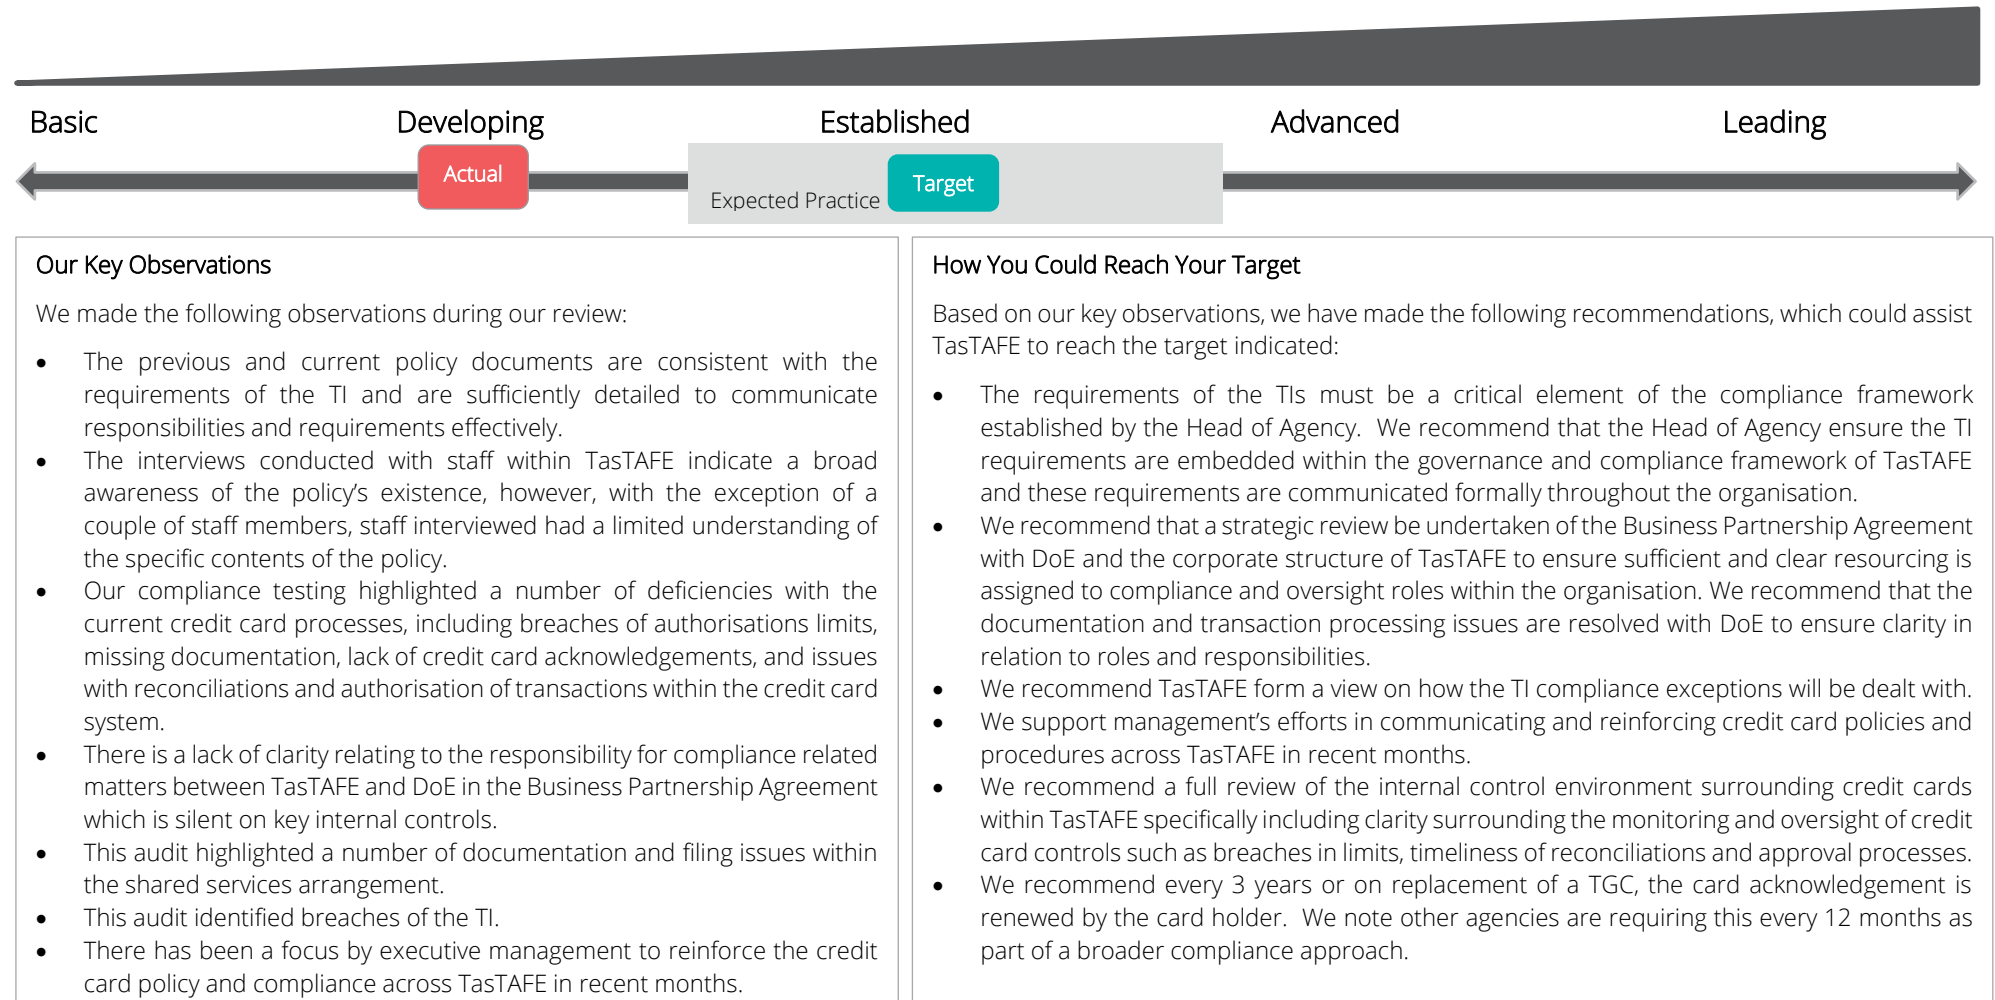 Basic
Developing
Established
Advanced
Leading
Actual
Expected Practice
Target
Our Key Observations
We made the following observations during our review:
• The previous and current policy documents are consistent with the
requirements of the TI and are sufficiently detailed to communicate
responsibilities and requirements effectively.
• The interviews conducted with staff within TasTAFE indicate a broad
awareness of the policy's existence, however, with the exception of a
couple of staff members, staff interviewed had a limited understanding of
the specific contents of the policy.
• Our compliance testing highlighted a number of deficiencies with the
current credit card processes, including breaches of authorisations limits,
missing documentation, lack of credit card acknowledgements, and issues
with reconciliations and authorisation of transactions within the credit card
system.
• There is a lack of clarity relating to the responsibility for compliance related
matters between TasTAFE and DoE in the Business Partnership Agreement
which is silent on key internal controls.
• This audit highlighted a number of documentation and filing issues within
the shared services arrangement.
• This audit identified breaches of the TI.
• There has been a focus by executive management to reinforce the credit
card policy and compliance across TasTAFE in recent months.
How You Could Reach Your Target
Based on our key observations, we have made the following recommendations, which could assist
TasTAFE to reach the target indicated:
• The requirements of the TIs must be a critical element of the compliance framework
established by the Head of Agency. We recommend that the Head of Agency ensure the TI
requirements are embedded within the governance and compliance framework of TasTAFE
and these requirements are communicated formally throughout the organisation.
• We recommend that a strategic review be undertaken of the Business Partnership Agreement
with DoE and the corporate structure of TasTAFE to ensure sufficient and clear resourcing is
assigned to compliance and oversight roles within the organisation. We recommend that the
documentation and transaction processing issues are resolved with DoE to ensure clarity in
relation to roles and responsibilities.
• We recommend TasTAFE form a view on how the TI compliance exceptions will be dealt with.
• We support management's efforts in communicating and reinforcing credit card policies and
procedures across TasTAFE in recent months.
• We recommend a full review of the internal control environment surrounding credit cards
within TasTAFE specifically including clarity surrounding the monitoring and oversight of credit
card controls such as breaches in limits, timeliness of reconciliations and approval processes.
• We recommend every 3 years or on replacement of a TGC, the card acknowledgement is
renewed by the card holder. We note other agencies are requiring this every 12 months as
part of a broader compliance approach.